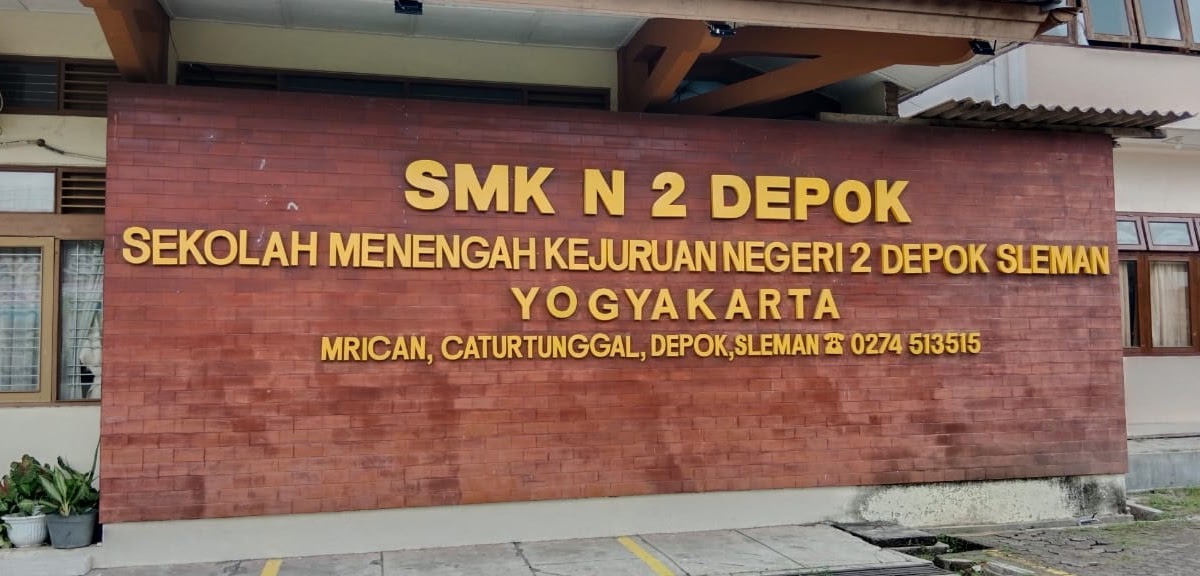 SMK N 2 DEPOK
SEKOLAH MENENGAH KEJURUAN NEGERI 2 DEPOK SLEMAN
YOGYAKARTA
MRICAN, CATURTUNGGAL, DEPOK,SLEMAN ☎ 0274 513515